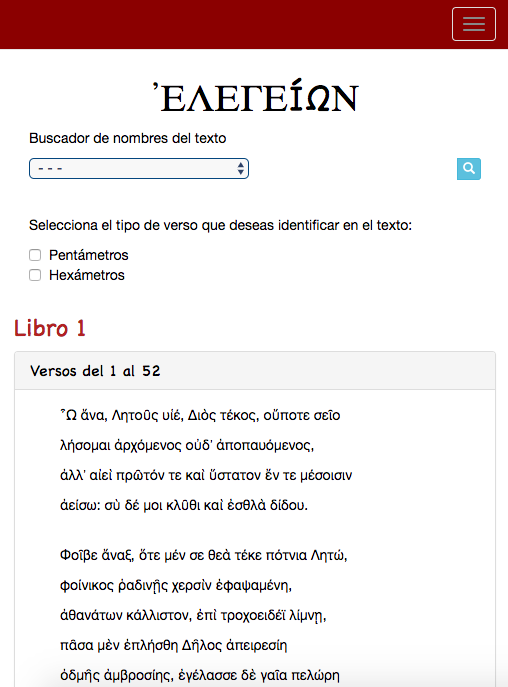 Ἐλεγείών
Buscador de nombres del texto
- - -
Selecciona el tipo de verso que deseas identificar en el texto:
Pentámetros
Hexámetros
Libro 1
Versos del 1 al 52
Ὦ ἄνα, Λητοῦς υἱέ, Διὸς τέκος, οὔποτε σεῖο
λήσομαι ἀρχόμενος οὐδ' ἀποπαυόμενος,
ἀλλ' αἰεὶ πρῶτόν τε καὶ ὕστατον ἔν τε μέσοισιν
ἀείσω: σὺ δέ μοι κλῦθι καὶ ἐσθλὰ δίδου.
Φοῖβε ἄναξ, ὅτε μέν σε θεὰ τέκε πότνια Λητώ,
φοίνικος ῥαδινῇς χερσὶν ἐφαψαμένη,
ἀθανάτων κάλλιστον, ἐπὶ τροχοειδέϊ λίμνῃ,
πᾶσα μὲν ἐπλήσθη Δῆλος ἀπειρεσίη
ὀδμῆς ἀμβροσίης, ἐγέλασσε δὲ γαῖα πελώρη